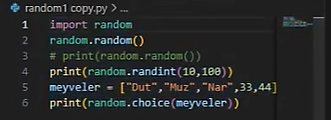 random1 copy.py > ...
1 import random
2 random.random()
3 # print(random.random())
4 print(random.randint(10,100))
5 meyveler = ["Dut","Muz","Nar",33,44]
6 print(random.choice(meyveler))